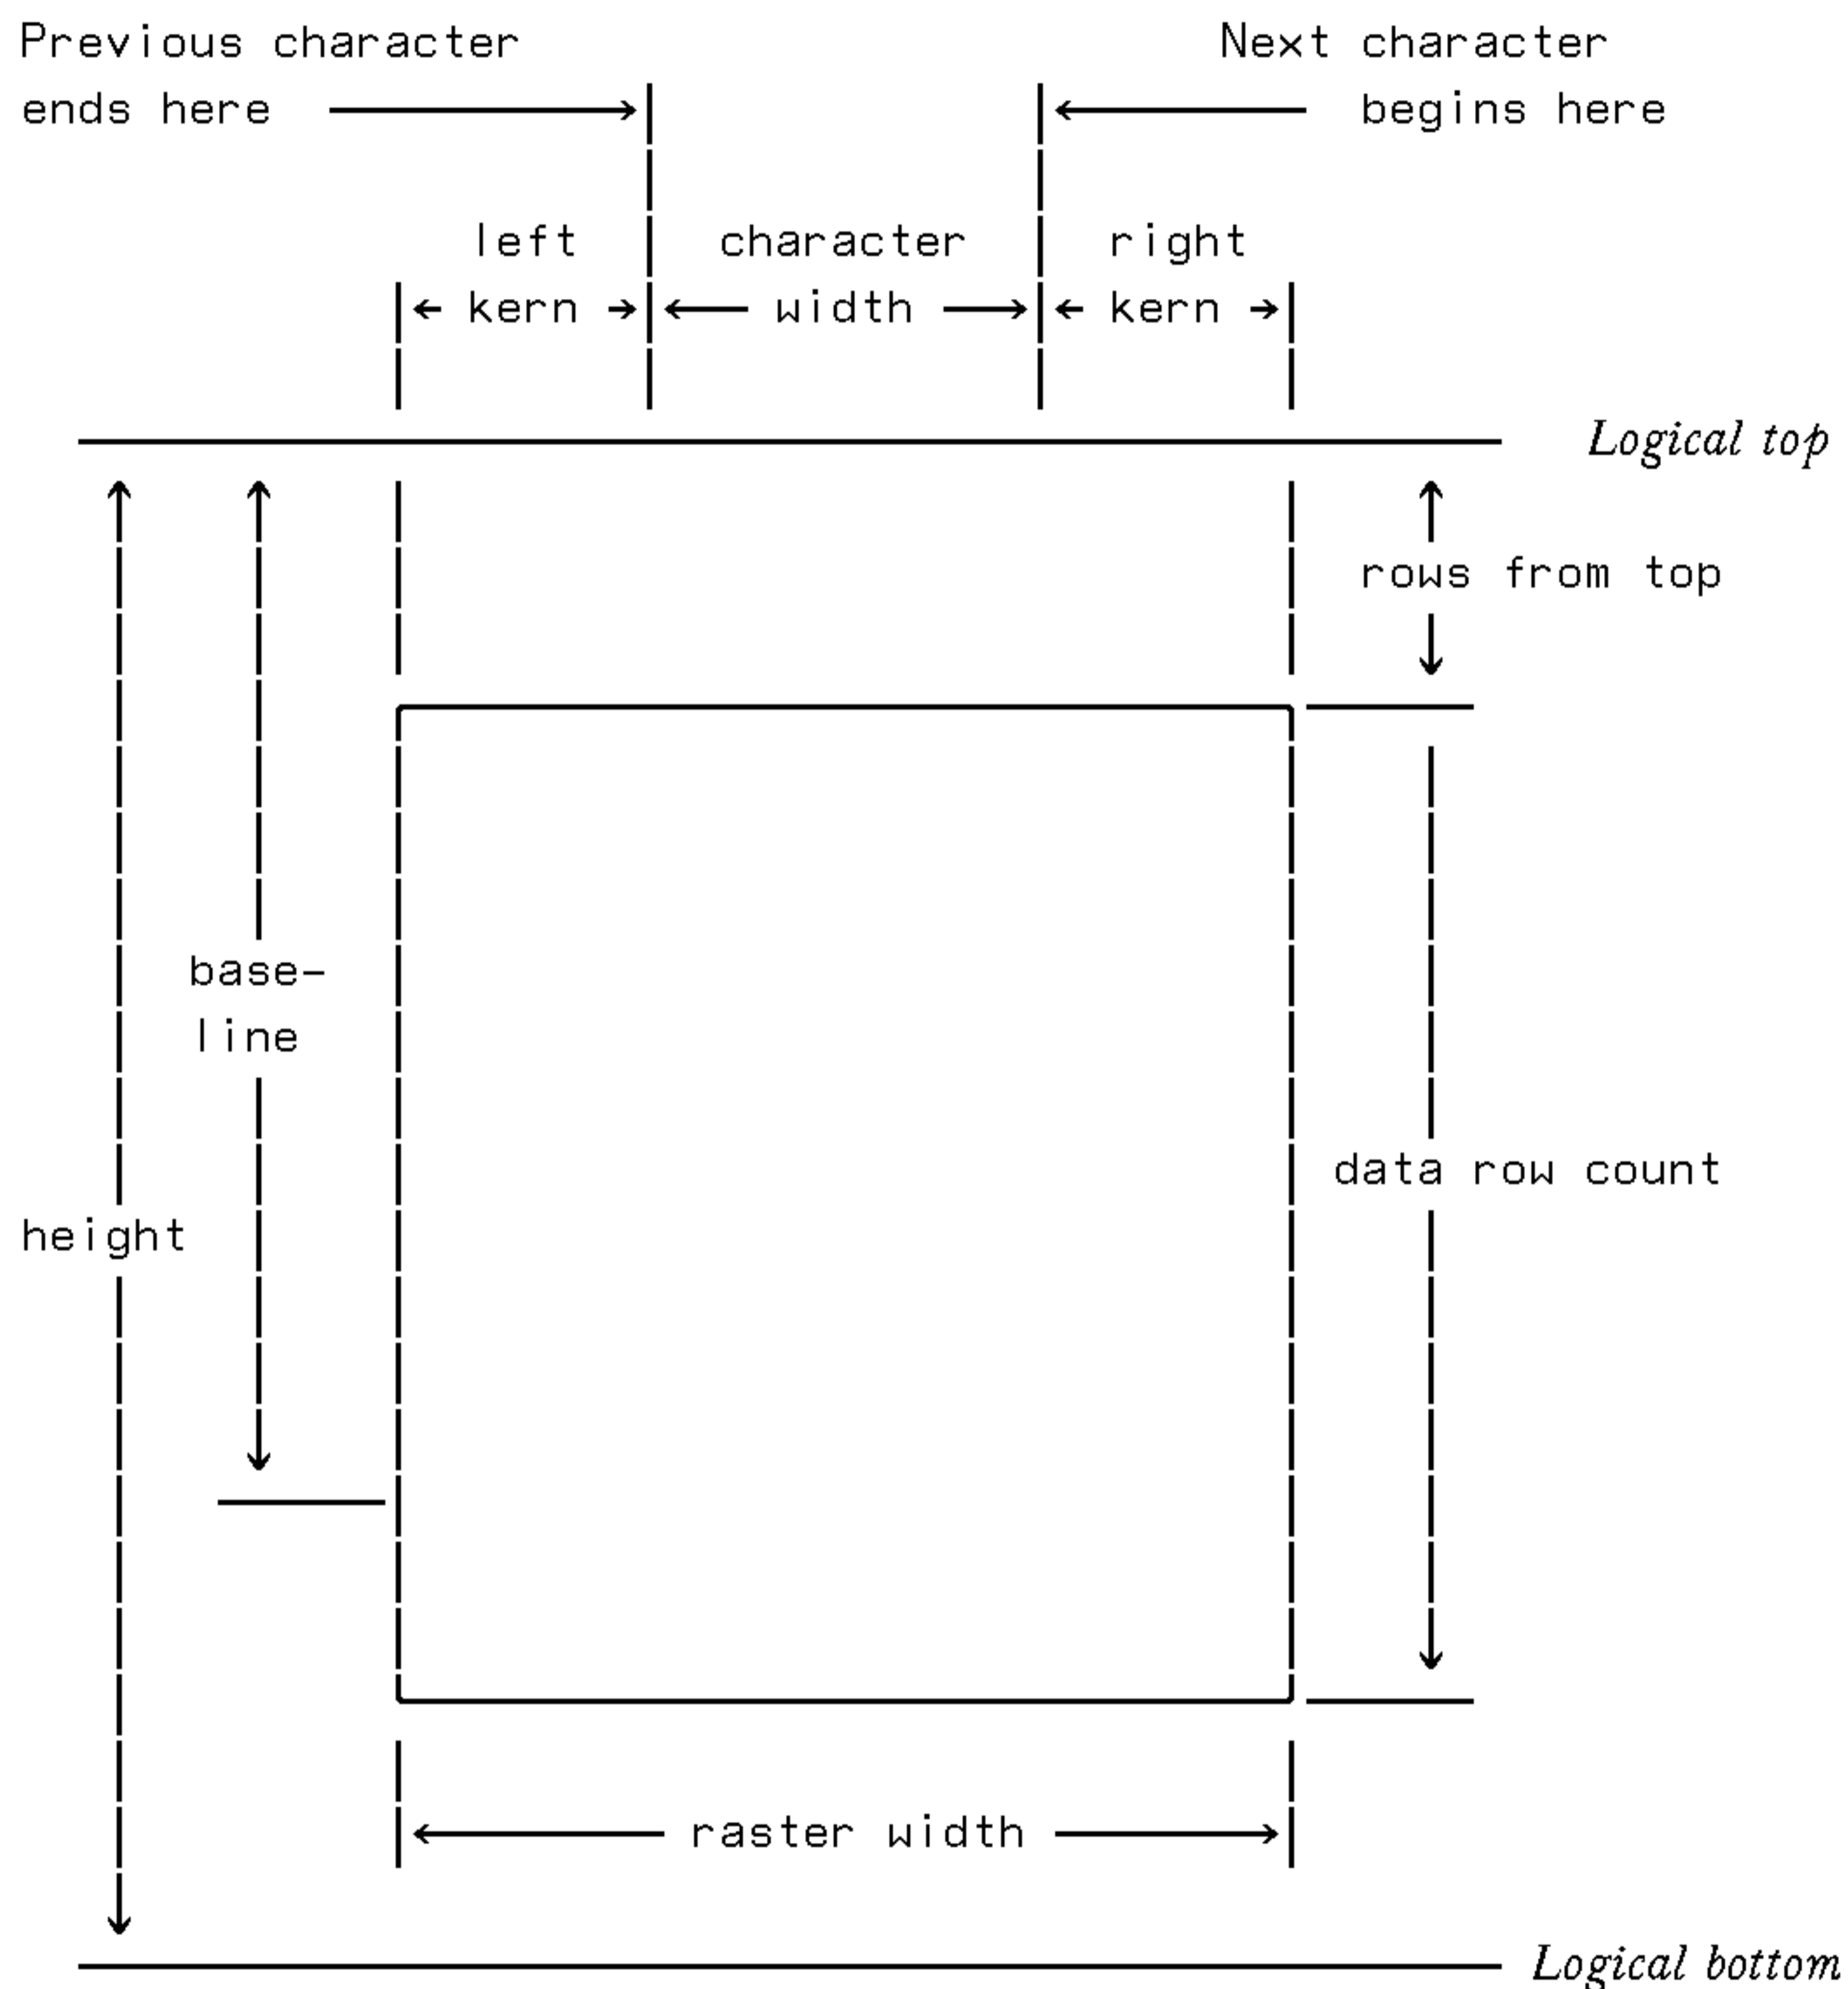 Previous character
Next character
ends here
begins here
left
character
right
kern
width
kern
Logical top
rows from top
base-
line
data row count
height
raster width
Logical bottom